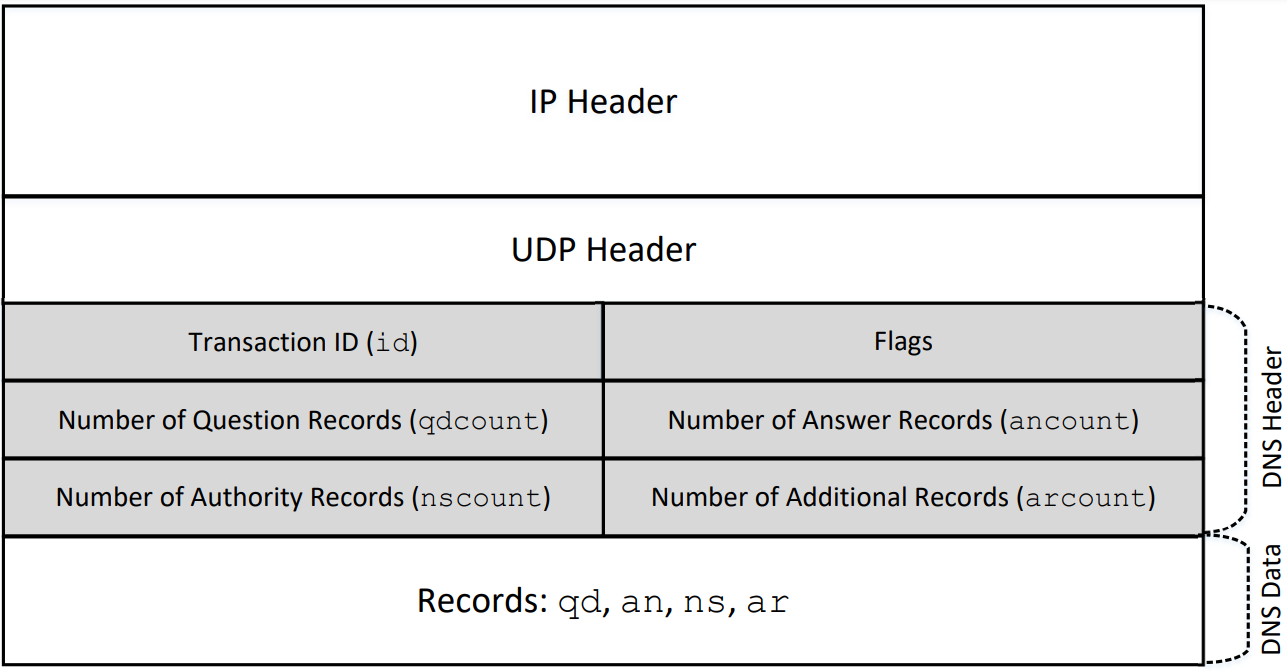 IP Header
UDP Header
Transaction ID (id)
Flags
Number of Question Records (qdcount)
Number of Answer Records (ancount)
Number of Authority Records (nscount)
Number of Additional Records (arcount)
DNS Header
Records: qd, an, ns, ar
DNS Data